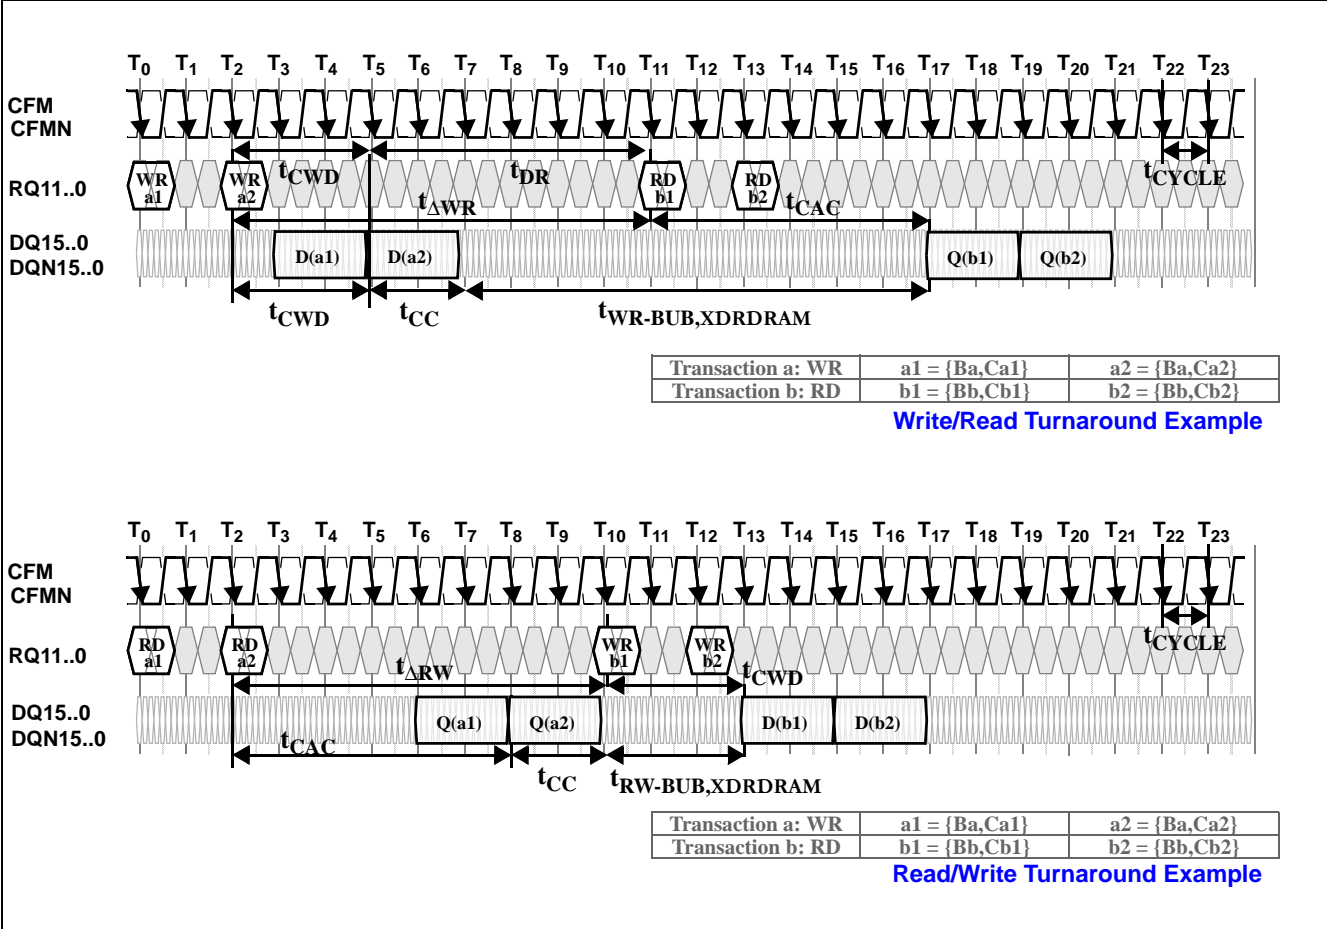 T0 T1 T2 T3 T4 T5 T6 T7 T8 T9 T10 T11 T12 T13 T14 T15 T16 T17 T18 T19 T20 T21 T22 T23
CFM
CFMN
RQ11..0
WR a1
WR a2
tCWD
tDR
RD b1
RD b2
tCYCLE
tΔWR
tCAC
DQ15..0
DQN15..0
D(a1)
D(a2)
Q(b1)
Q(b2)
tCWD
tCC
tWR-BUB,XDRDRAM
Transaction a: WR a1 = {Ba,Ca1} a2 = {Ba,Ca2}
Transaction b: RD b1 = {Bb,Cb1} b2 = {Bb,Cb2}
Write/Read Turnaround Example
T0 T1 T2 T3 T4 T5 T6 T7 T8 T9 T10 T11 T12 T13 T14 T15 T16 T17 T18 T19 T20 T21 T22 T23
CFM
CFMN
RQ11..0
RD a1
RD a2
WR b1
WR b2
tCYCLE
tΔRW
tCWD
DQ15..0
DQN15..0
Q(a1)
Q(a2)
D(b1)
D(b2)
tCAC
tCC
tRW-BUB,XDRDRAM
Transaction a: WR a1 = {Ba,Ca1} a2 = {Ba,Ca2}
Transaction b: RD b1 = {Bb,Cb1} b2 = {Bb,Cb2}
Read/Write Turnaround Example